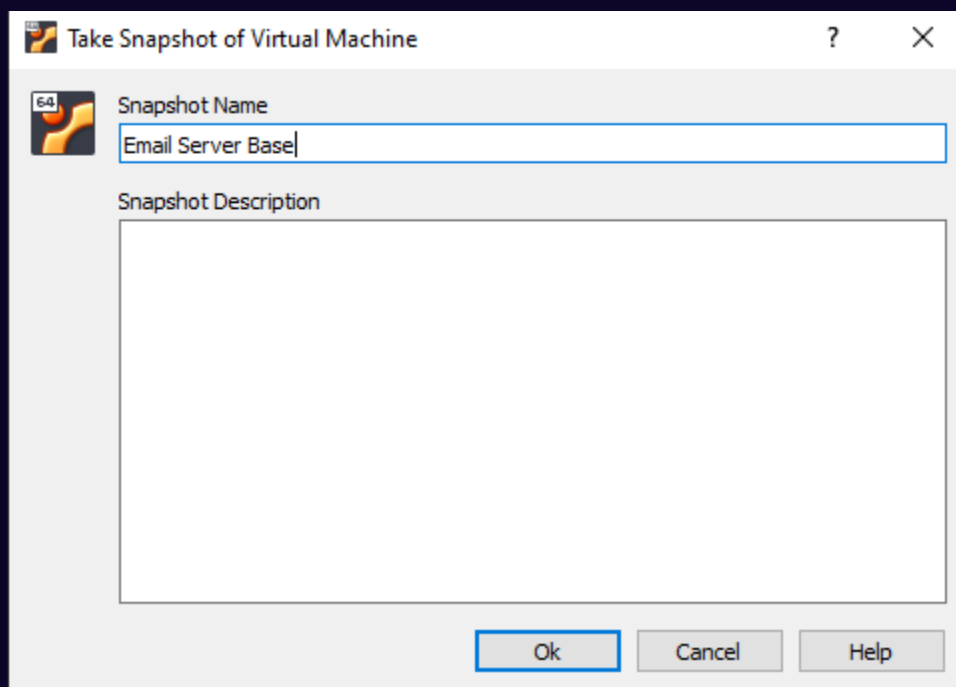 Take Snapshot of Virtual Machine ?
64
Snapshot Name
Email Server Base
Snapshot Description
Ok Cancel Help